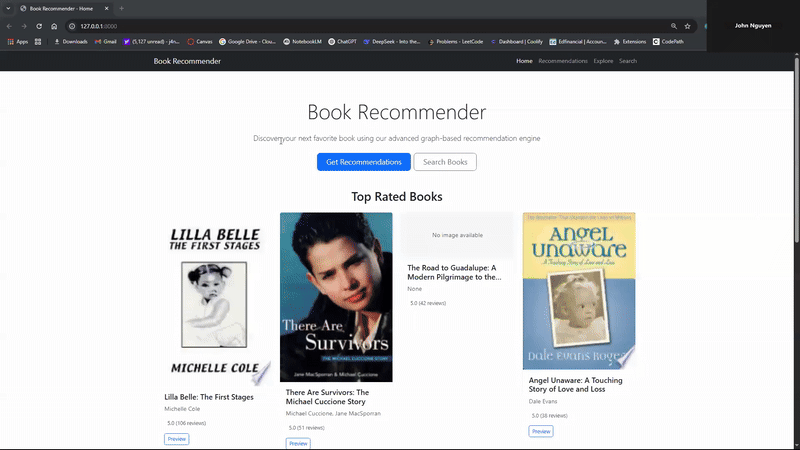 Book Recommender - Home
127.0.0.1:8000
Apps
Downloads
Gmail
Canvas
Google Drive - Clou...
NotebookLM
ChatGPT
DeepSeek - Into the...
Problems - LeetCode
Dashboard | Coolify
Edfinancial | Accoun...
Extensions
CodePath
John Nguyen
Book Recommender
Home
Recommendations
Explore
Search
Book Recommender
Discover your next favorite book using our advanced graph-based recommendation engine
Get Recommendations
Search Books
Top Rated Books
LILLA BELLE
THE FIRST STAGES
MICHELLE COLE
Lilla Belle: The First Stages
Michelle Cole
5.0 (106 reviews)
Preview
There Are
Survivors
THE MICHAEL CUCCIONE STORY
Jane MacSporran & Michael Cuccione
There Are Survivors: The
Michael Cuccione Story
Michael Cuccione, Jane MacSporran
5.0 (51 reviews)
Preview
No image available
The Road to Guadalupe: A
Modern Pilgrimage to the...
None
5.0 (42 reviews)
ANGEL
UNAWARE
A Touching Story of Love and Loss
Dale Evans Rogers
Angel Unaware: A Touching
Story of Love and Loss
Dale Evans
5.0 (38 reviews)
Preview